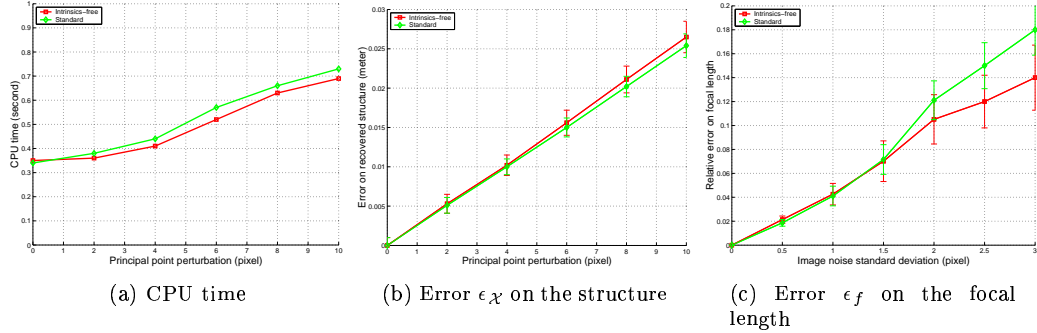 Intrinsics-free
Standard
CPU time (second)
1
0.9
0.8
0.7
0.6
0.5
0.4
0.3
0.2
0.1
0
0 1 2 3 4 5 6 7 8 9 10
Principal point perturbation (pixel)
(a) CPU time
Intrinsics-free
Standard
Error on recovered structure (meter)
0.03
0.025
0.02
0.015
0.01
0.005
0
0 1 2 3 4 5 6 7 8 9 10
Principal point perturbation (pixel)
(b) Error ϵ𝒳 on the structure
Intrinsics-free
Standard
Relative error on focal length
0.2
0.18
0.16
0.14
0.12
0.1
0.08
0.06
0.04
0.02
0
0 0.5 1 1.5 2 2.5 3
Image noise standard deviation (pixel)
(c) Error ϵf on the focal
length